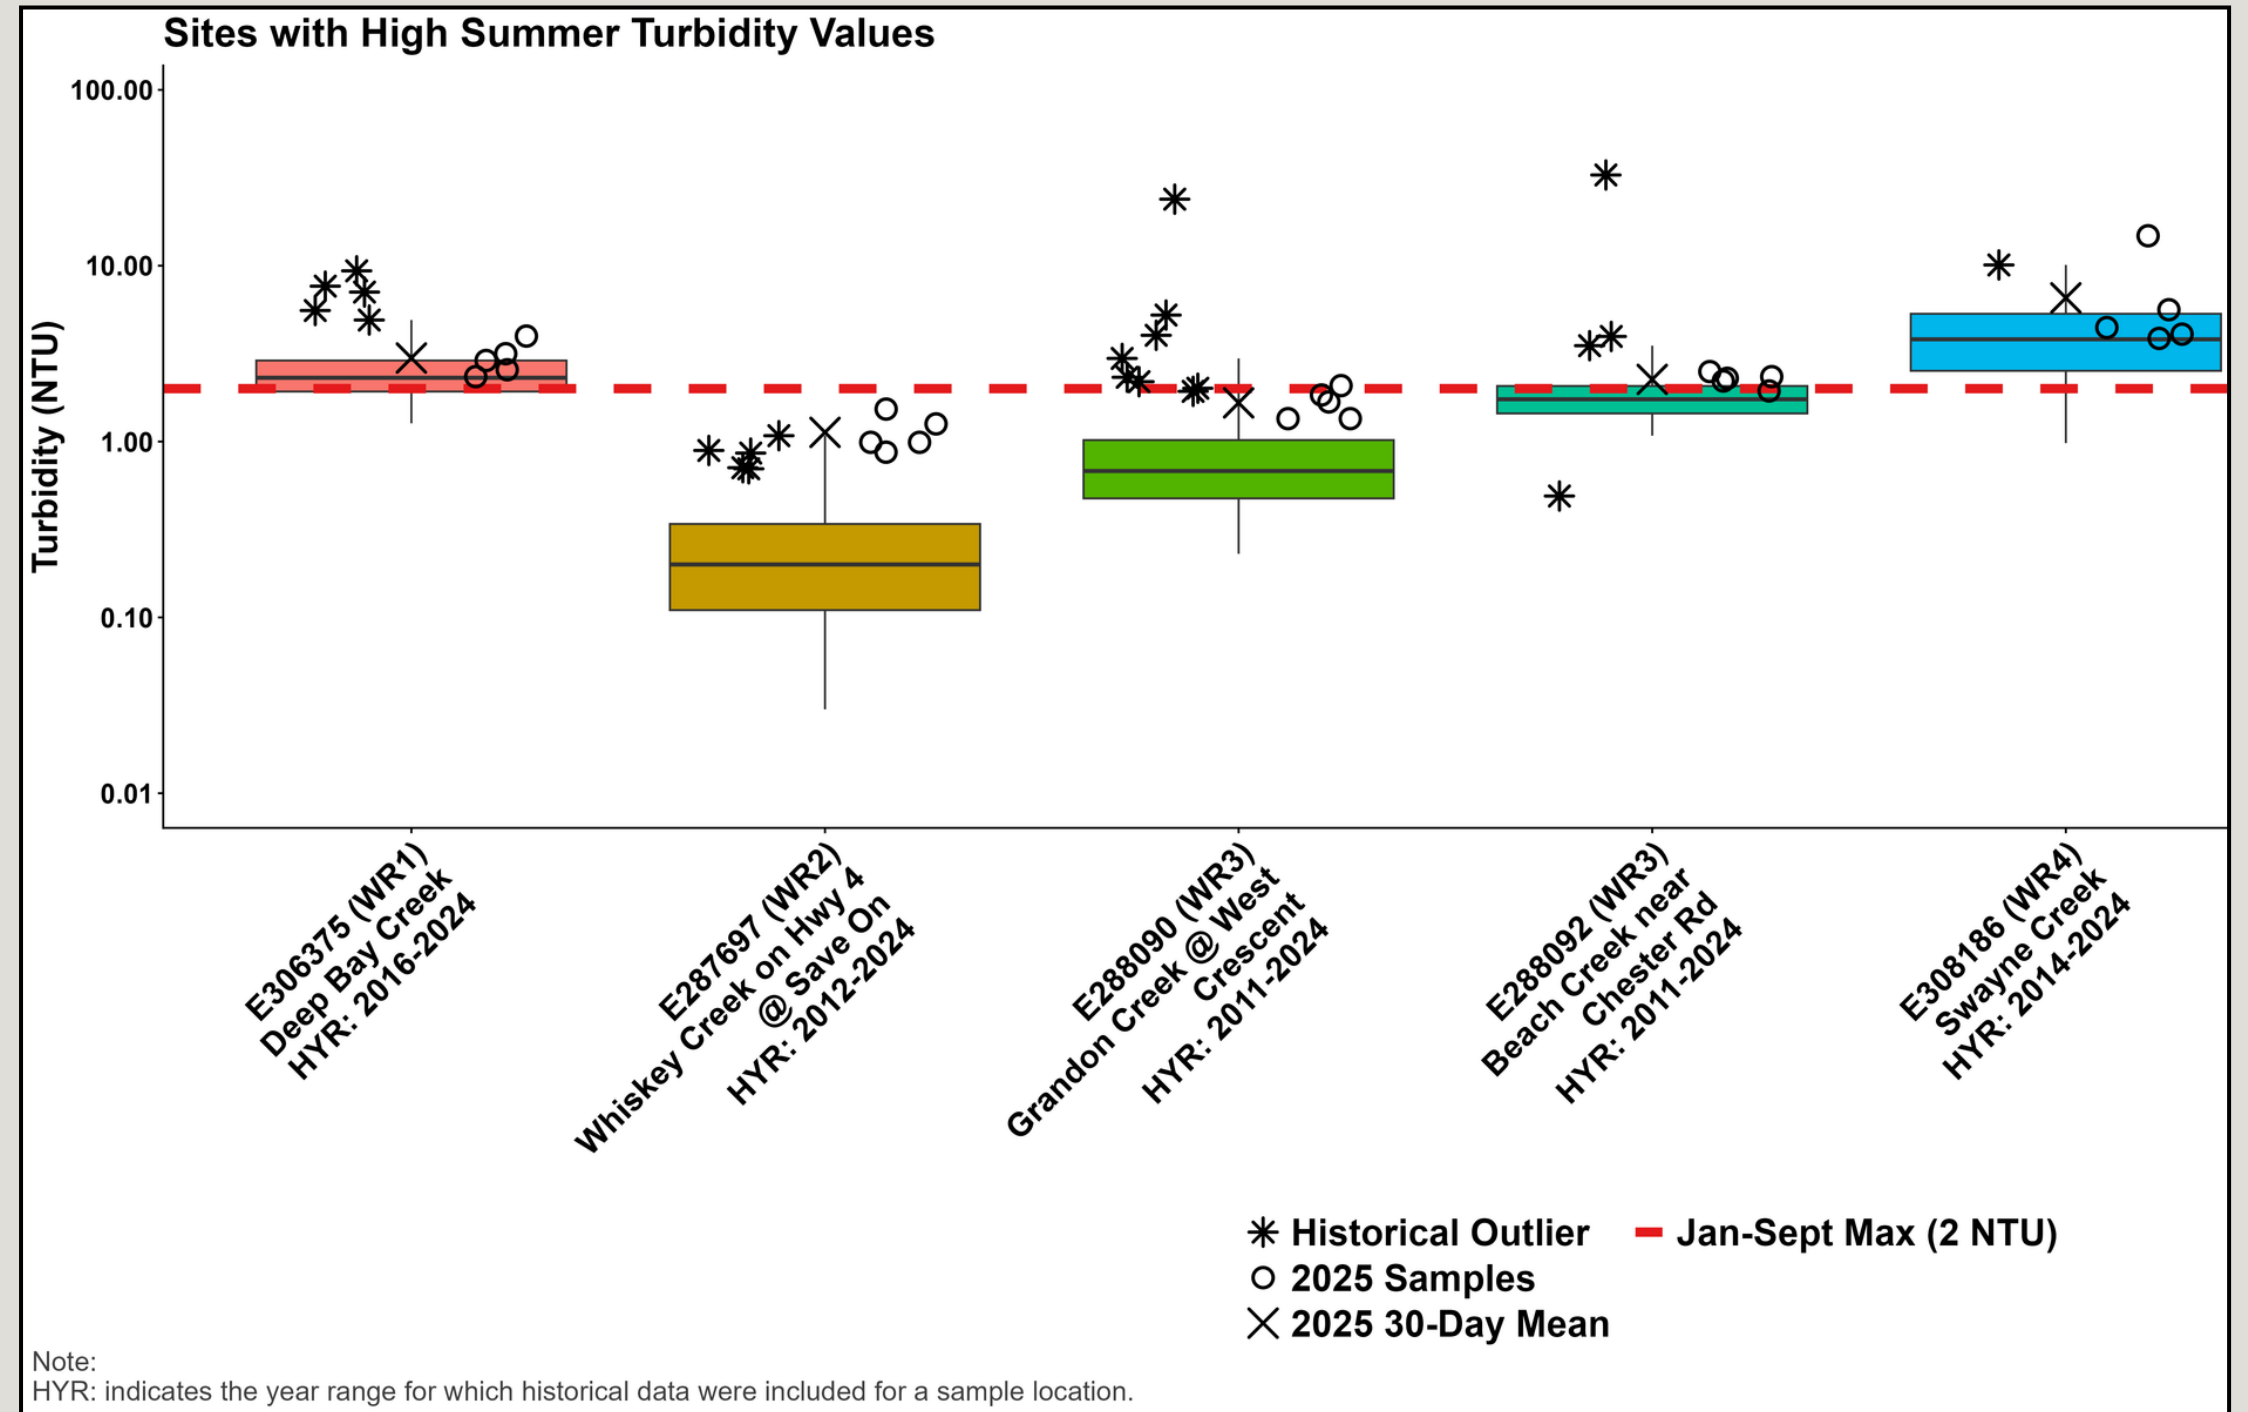 Sites with High Summer Turbidity Values
100.00
10.00
1.00
0.10
0.01
Turbidity (NTU)
E306375 (WR1)
Deep Bay Creek
HYR: 2016-2024
E287697 (WR2)
Whiskey Creek on Hwy 4
@ Save On
HYR: 2012-2024
E288090 (WR3)
Grandon Creek @ West
Crescent
HYR: 2011-2024
E288092 (WR3)
Beach Creek near
Chester Rd
HYR: 2011-2024
E308186 (WR4)
Swayne Creek
HYR: 2014-2024
Historical Outlier
2025 Samples
2025 30-Day Mean
Jan-Sept Max (2 NTU)
Note:
HYR: indicates the year range for which historical data were included for a sample location.